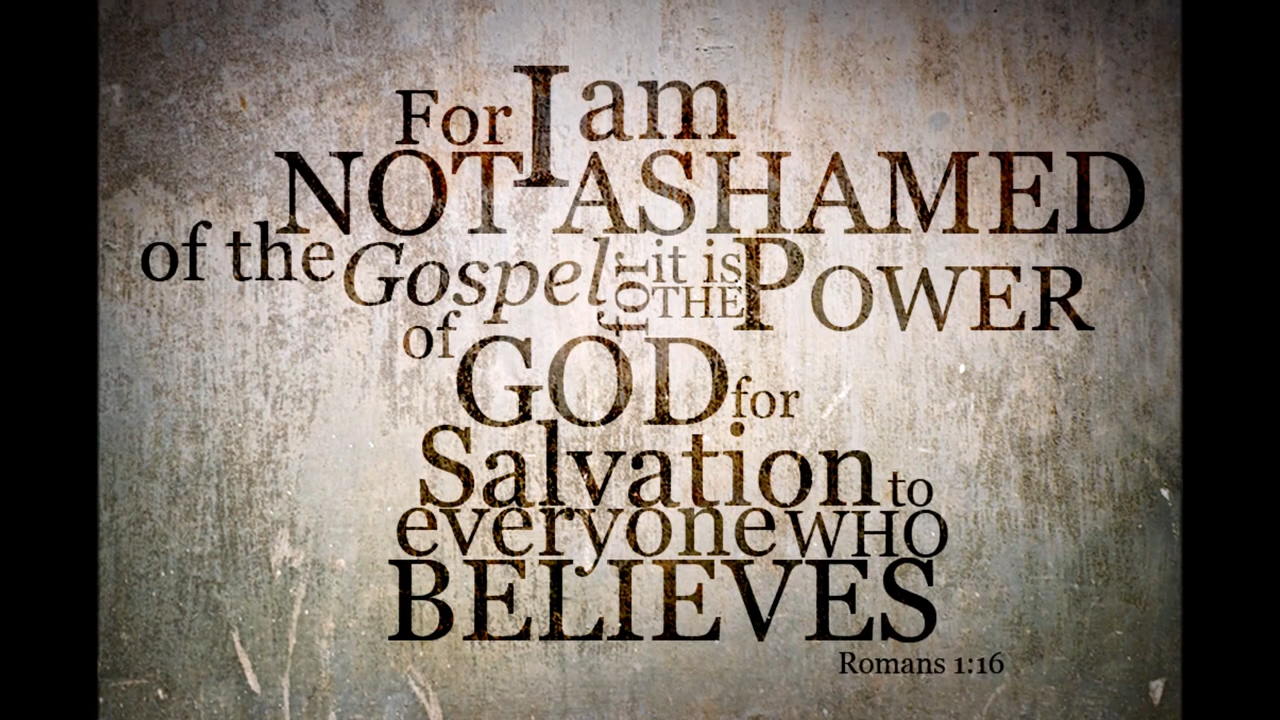 For I am
NOT ASHAMED
of the Gospel for it is THE POWER
of GOD for
Salvation to
everyone WHO
BELIEVES
Romans 1:16